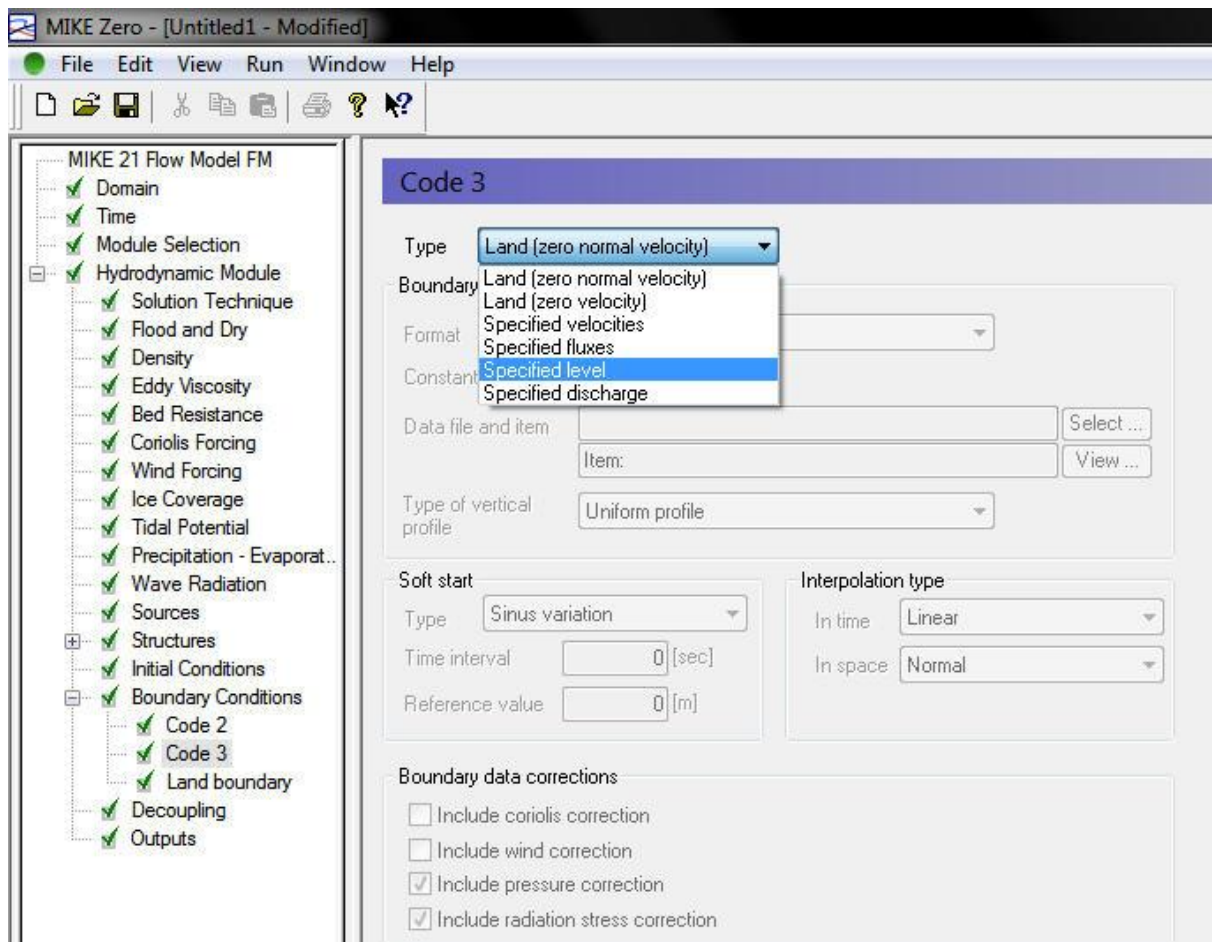 MIKE Zero - [Untitled1 - Modified]
File Edit View Run Window Help
MIKE 21 Flow Model FM
Domain
Time
Module Selection
Hydrodynamic Module
Solution Technique
Flood and Dry
Density
Eddy Viscosity
Bed Resistance
Coriolis Forcing
Wind Forcing
Ice Coverage
Tidal Potential
Precipitation - Evaporat..
Wave Radiation
Sources
Structures
Initial Conditions
Boundary Conditions
Code 2
Code 3
Land boundary
Decoupling
Outputs
Code 3
Type Land (zero normal velocity)
Land (zero normal velocity)
Land (zero velocity)
Specified velocities
Specified fluxes
Specified level
Specified discharge
Boundary
Format
Constant
Data file and item Select ...
Item: View ...
Type of vertical
profile
Uniform profile
Soft start
Type Sinus variation
Time interval 0 [sec]
Reference value 0 [m]
Interpolation type
In time Linear
In space Normal
Boundary data corrections
Include coriolis correction
Include wind correction
Include pressure correction
Include radiation stress correction